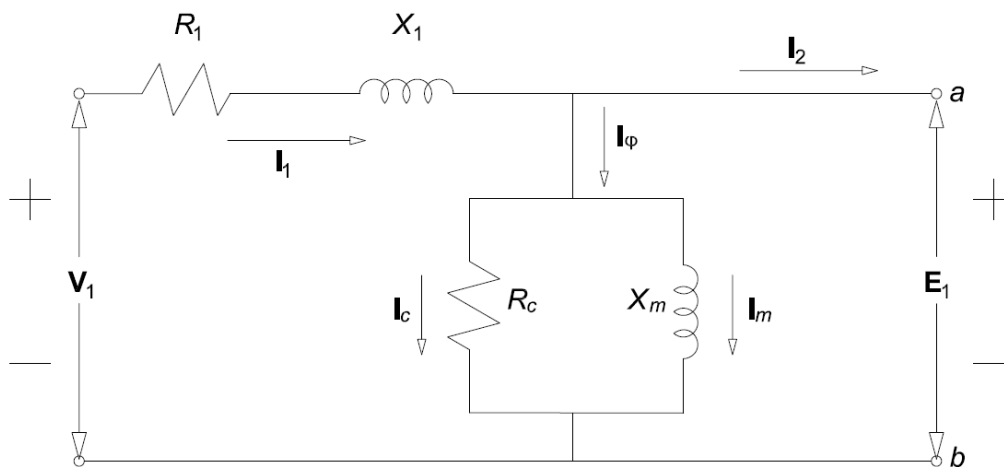 R1
X1
I2
a
I1
Iφ
+
+
V1
Ic
Rc
Xm
Im
E1
−
−
b